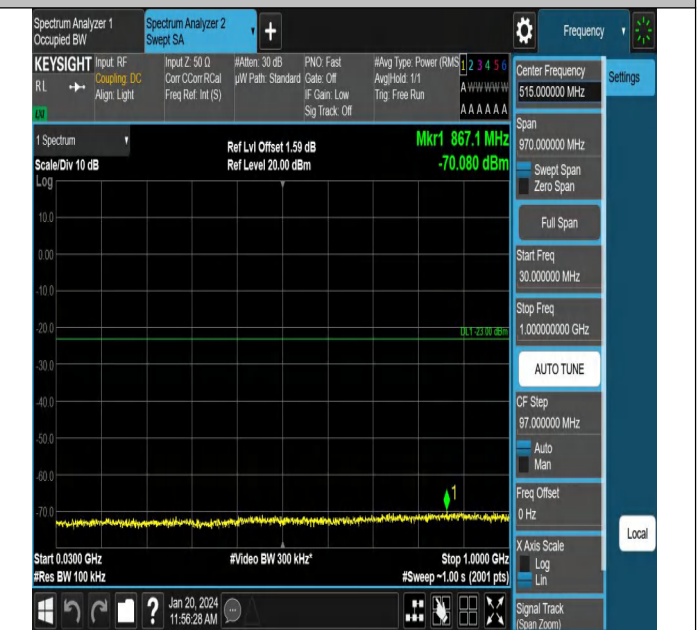 Spectrum Analyzer 1
Occupied BW
Spectrum Analyzer 2
Swept SA
+
Frequency
KEYSIGHT
RL
LXI
Input: RF
Coupling: DC
Align: Light
Input Z: 50 Ω
Corr CCorr RCal
Freq Ref: Int (S)
#Atten: 30 dB
µW Path: Standard
PNO: Fast
Gate: Off
IF Gain: Low
Sig Track: Off
#Avg Type: Power (RMS
Avg|Hold: 1/1
Trig: Free Run
1 2 3 4 5 6
A W W W W W
A A A A A A
Center Frequency
515.000000 MHz
Settings
Span
970.000000 MHz
Swept Span
Zero Span
Full Span
Start Freq
30.000000 MHz
Stop Freq
1.000000000 GHz
AUTO TUNE
CF Step
97.000000 MHz
Auto
Man
Freq Offset
0 Hz
X Axis Scale
Log
Lin
Signal Track
(Span Zoom)
Local
1 Spectrum
Scale/Div 10 dB
Log
Ref Lvl Offset 1.59 dB
Ref Level 20.00 dBm
Mkr1 867.1 MHz
-70.080 dBm
10.0
0.00
-10.0
-20.0
DL1 -23.00 dBm
-30.0
-40.0
-50.0
-60.0
-70.0
1
Start 0.0300 GHz
#Res BW 100 kHz
#Video BW 300 kHz*
Stop 1.0000 GHz
#Sweep ~1.00 s (2001 pts)
?
Jan 20, 2024
11:56:28 AM